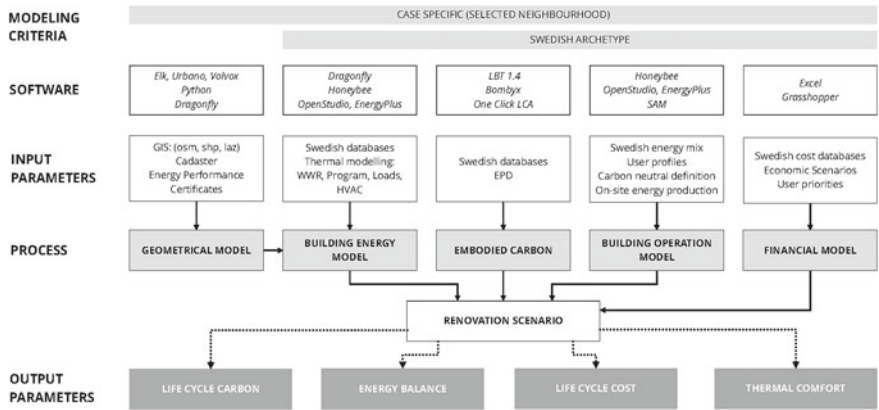 MODELING
CRITERIA
CASE SPECIFIC (SELECTED NEIGHBOURHOOD)
SWEDISH ARCHETYPE
SOFTWARE
Elk, Urbano, Volvox
Python
Dragonfly
Dragonfly
Honeybee
OpenStudio, EnergyPlus
LBT 1.4
Bombyx
One Click LCA
Honeybee
OpenStudio, EnergyPlus
SAM
Excel
Grasshopper
INPUT
PARAMETERS
GIS: (osm, shp, laz)
Cadaster
Energy Performance
Certificates
Swedish databases
Thermal modelling:
WWR, Program, Loads,
HVAC
Swedish databases
EPD
Swedish energy mix
User profiles
Carbon neutral definition
On-site energy production
Swedish cost databases
Economic Scenarios
User priorities
PROCESS
GEOMETRICAL MODEL
BUILDING ENERGY
MODEL
EMBODIED CARBON
BUILDING OPERATION
MODEL
FINANCIAL MODEL
RENOVATION SCENARIO
OUTPUT
PARAMETERS
LIFE CYCLE CARBON
ENERGY BALANCE
LIFE CYCLE COST
THERMAL COMFORT